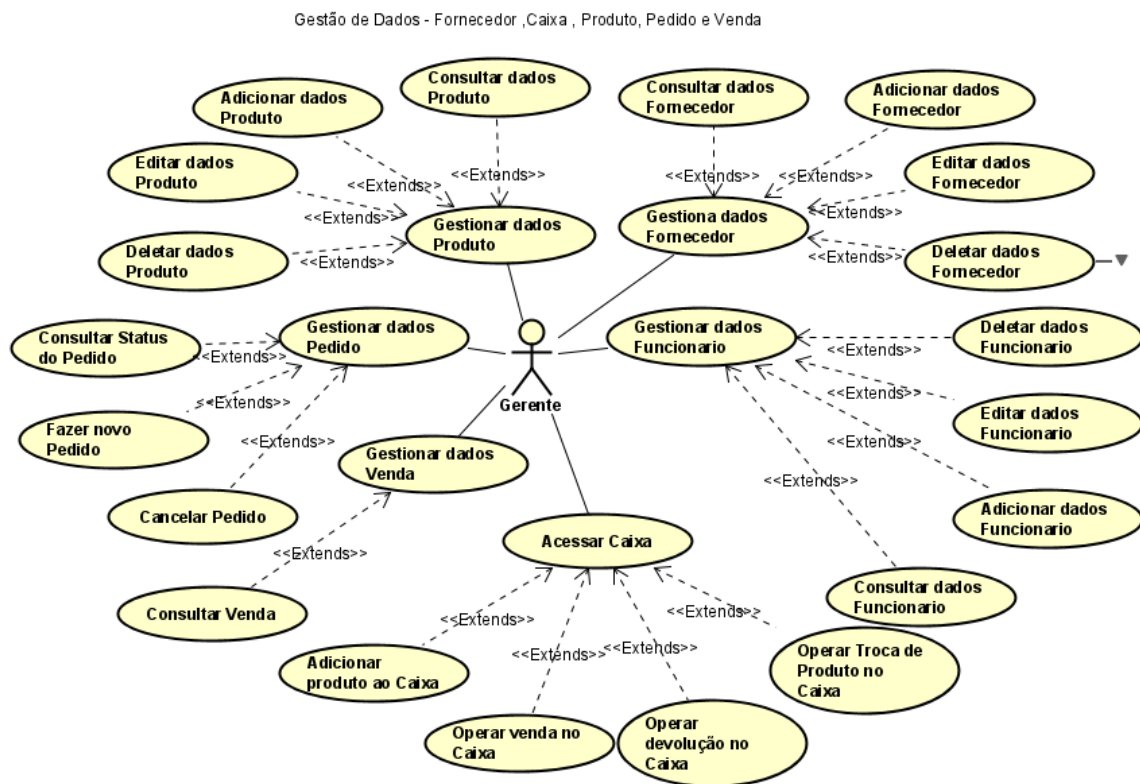 Gestão de Dados - Fornecedor ,Caixa , Produto, Pedido e Venda
Consultar dados
Produto
Consultar dados
Fornecedor
Adicionar dados
Fornecedor
Adicionar dados
Produto
Editar dados
Produto
<<Extends>>
<<Extends>>
<<Extends>>
<<Extends>>
Editar dados
Fornecedor
Deletar dados
Produto
<<Extends>>
<<Extends>>
Gestionar dados
Produto
Gestiona dados
Fornecedor
<<Extends>>
<<Extends>>
Deletar dados
Fornecedor
Consultar Status
do Pedido
<<Extends>>
Gestionar dados
Pedido
Gerente
Gestionar dados
Funcionario
<<Extends>>
Deletar dados
Funcionario
Fazer novo
Pedido
<<Extends>>
<<Extends>>
Editar dados
Funcionario
Cancelar Pedido
<<Extends>>
Gestionar dados
Venda
<<Extends>>
<<Extends>>
Adicionar dados
Funcionario
Consultar Venda
<<Extends>>
Acessar Caixa
Consultar dados
Funcionario
Adicionar
produto ao Caixa
<<Extends>>
<<Extends>>
<<Extends>>
<<Extends>>
Operar Troca de
Produto no
Caixa
Operar venda no
Caixa
Operar
devolução no
Caixa